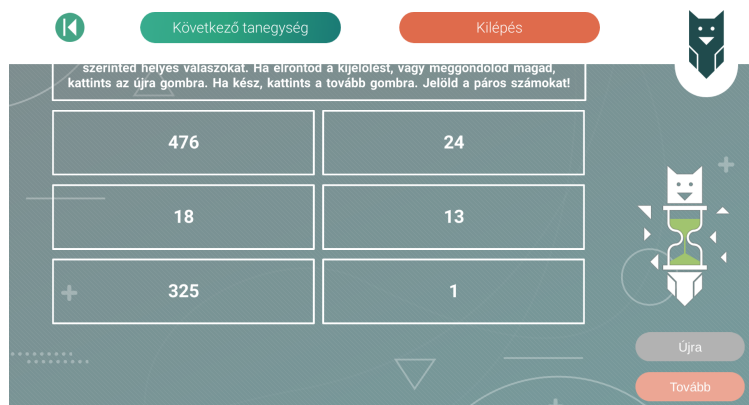 Következő tanegység
Kilépés
szerinted helyes válaszokat. Ha elrontod a kijelölést, vagy meggondolod magad,
kattints az újra gombra. Ha kész, kattints a tovább gombra. Jelöld a páros számokat!
476
24
18
13
325
1
Újra
Tovább